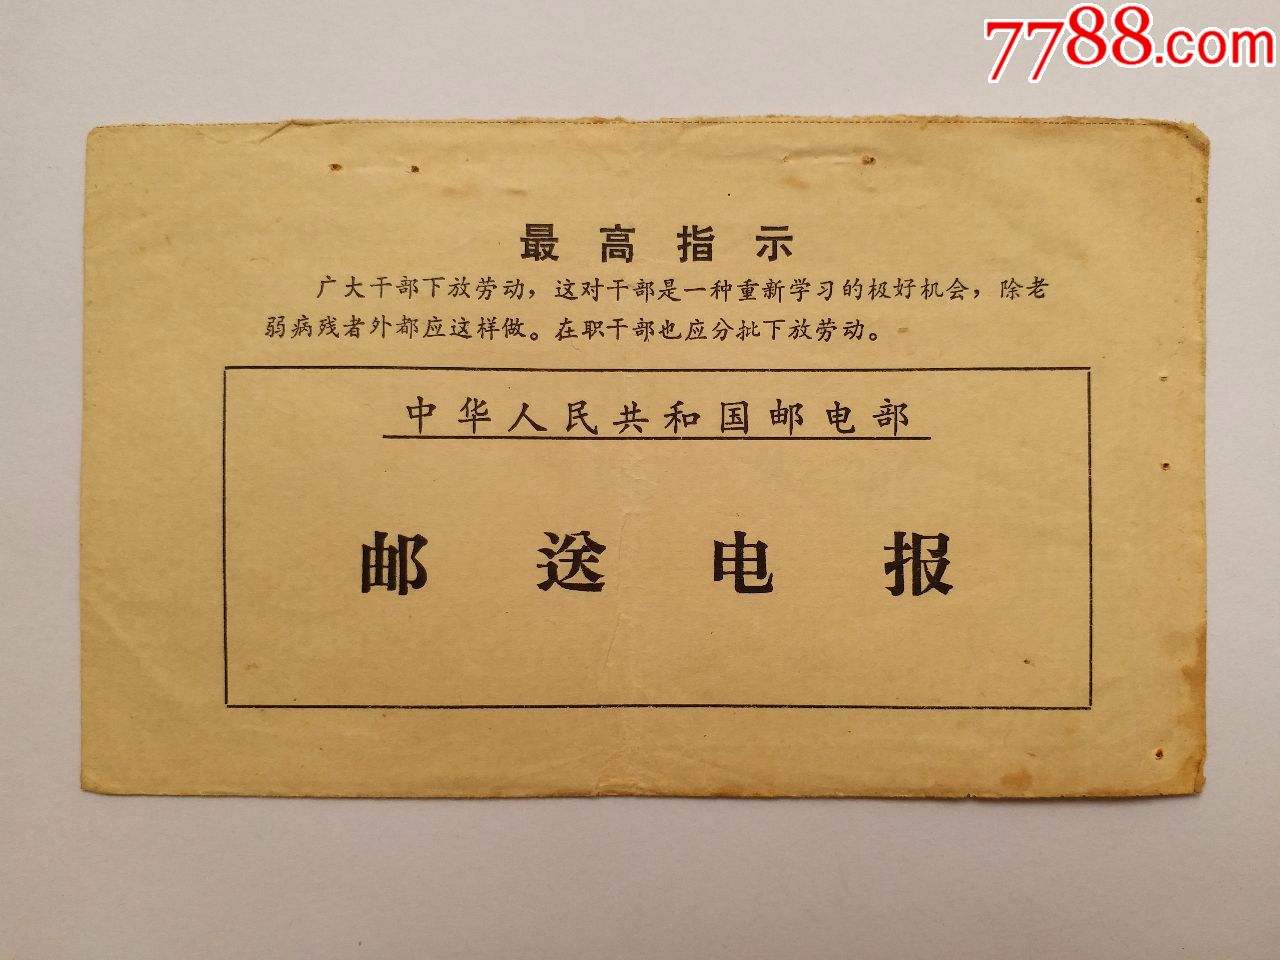 7788.com
最高指示
广大干部下放劳动，这对干部是一种重新学习的极好机会，除老
弱病残者外都应这样做。在职干部也应分批下放劳动。
中华人民共和国邮电部
邮送电报